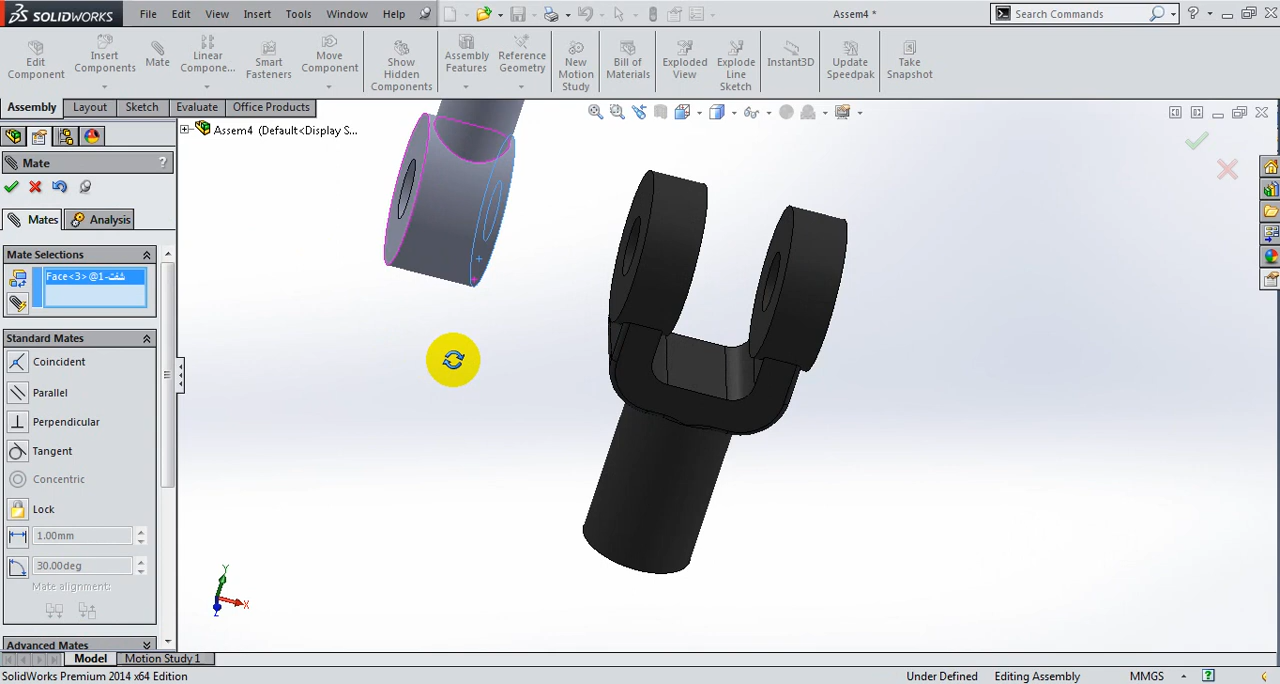 SOLIDWORKS File Edit View Insert Tools Window Help Assem4 * Search Commands
Edit Component
Insert Components
Mate
Linear Compone...
Smart Fasteners
Move Component
Show Hidden Components
Assembly Features
Reference Geometry
New Motion Study
Bill of Materials
Exploded View
Explode Line Sketch
Instant3D
Update Speedpak
Take Snapshot
Assembly Layout Sketch Evaluate Office Products
Assem4 (Default<Display S...
Mate ?
Mates Analysis
Mate Selections
Face<3>@شفت-1
Standard Mates
Coincident
Parallel
Perpendicular
Tangent
Concentric
Lock
1.00mm
30.00deg
Mate alignment:
Advanced Mates
Y
X
Z
Model Motion Study 1
SolidWorks Premium 2014 x64 Edition Under Defined Editing Assembly MMGS ?